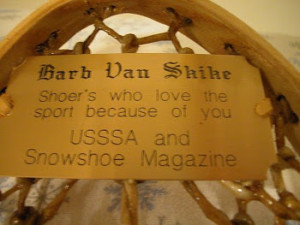 Barb Van Skike
Shoer's who love the
sport because of you
USSSA and
Snowshoe Magazine